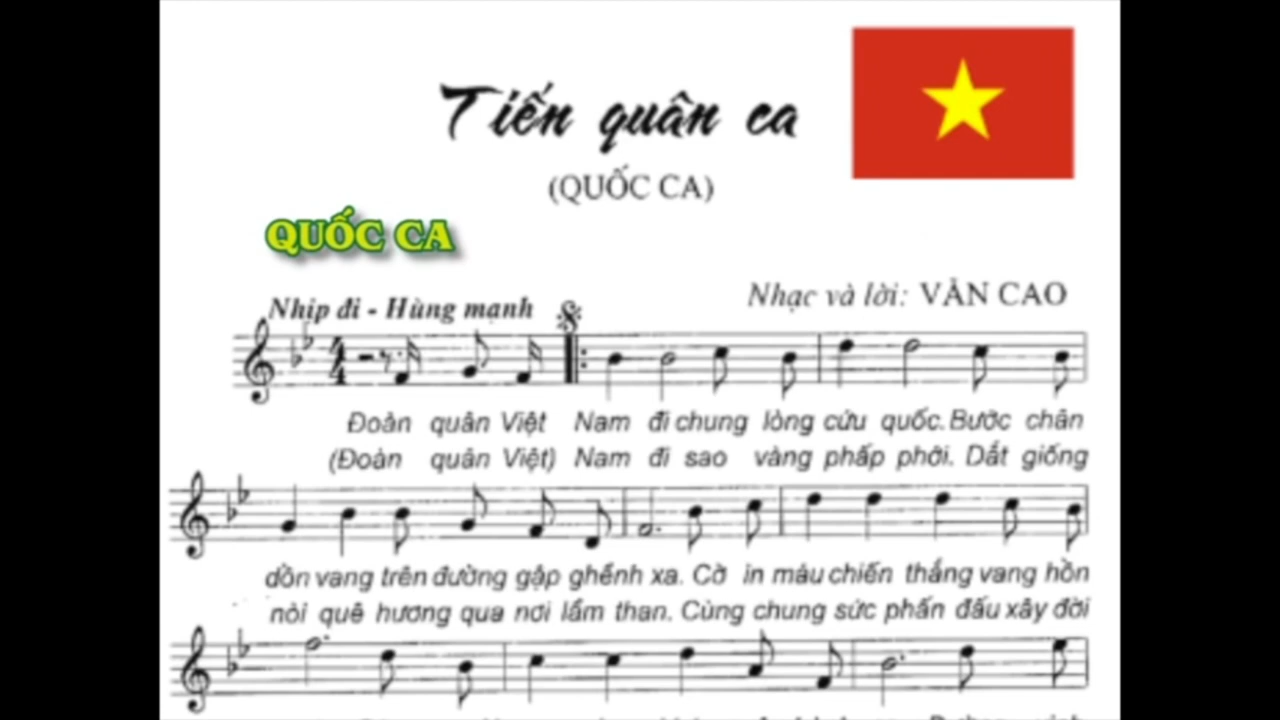 Tiến quân ca
(QUỐC CA)
QUỐC CA
Nhịp đi - Hùng mạnh
Nhạc và lời: VĂN CAO
Đoàn quân Việt Nam đi chung lòng cứu quốc. Bước chân
(Đoàn quân Việt) Nam đi sao vàng phấp phới. Dắt giống
dồn vang trên đường gập ghềnh xa. Cờ in máu chiến thắng vang hồn
nòi quê hương qua nơi lầm than. Cùng chung sức phấn đấu xây đời